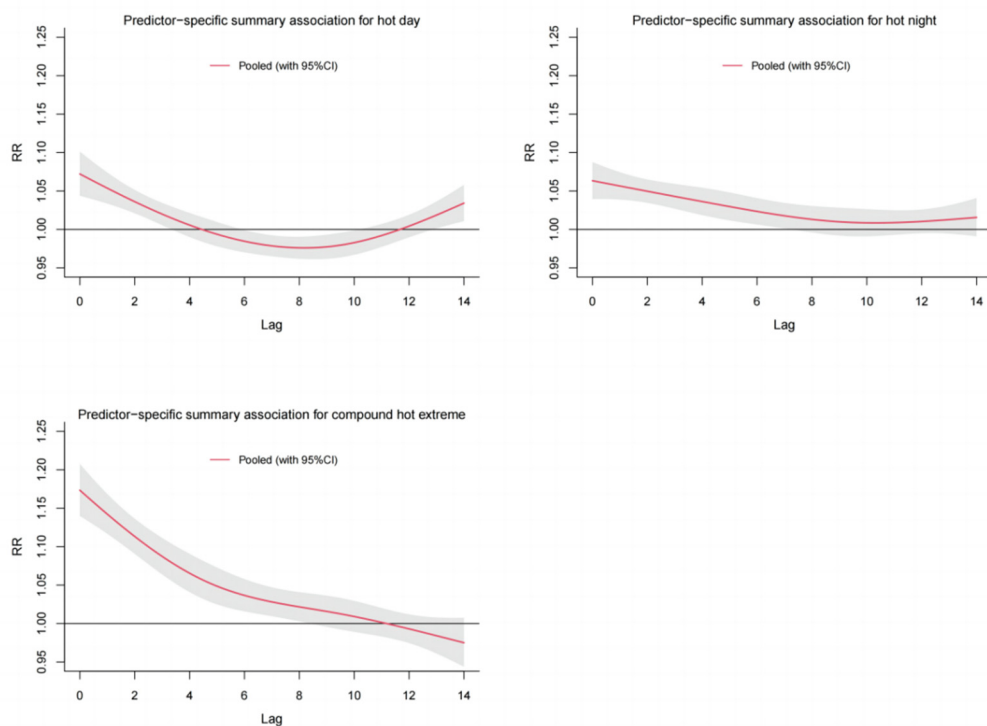 Predictor−specific summary association for hot day
Pooled (with 95%CI)
RR
1.25
1.20
1.15
1.10
1.05
1.00
0.95
0 2 4 6 8 10 12 14
Lag
Predictor−specific summary association for hot night
Pooled (with 95%CI)
RR
1.25
1.20
1.15
1.10
1.05
1.00
0.95
0 2 4 6 8 10 12 14
Lag
Predictor−specific summary association for compound hot extreme
Pooled (with 95%CI)
RR
1.25
1.20
1.15
1.10
1.05
1.00
0.95
0 2 4 6 8 10 12 14
Lag